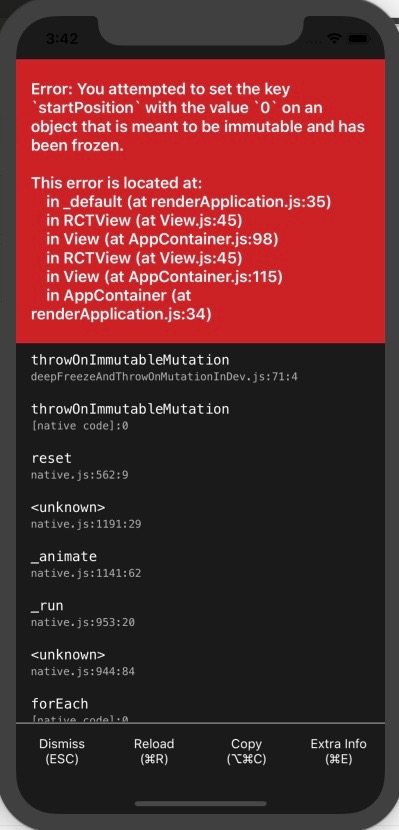 3:42
Error: You attempted to set the key
`startPosition` with the value `0` on an
object that is meant to be immutable and has
been frozen.
This error is located at:
in _default (at renderApplication.js:35)
in RCTView (at View.js:45)
in View (at AppContainer.js:98)
in RCTView (at View.js:45)
in View (at AppContainer.js:115)
in AppContainer (at
renderApplication.js:34)
throwOnImmutableMutation
deepFreezeAndThrowOnMutationInDev.js:71:4
throwOnImmutableMutation
[native code]:0
reset
native.js:562:9
<unknown>
native.js:1191:29
_animate
native.js:1141:62
_run
native.js:953:20
<unknown>
native.js:944:84
forEach
[native code]:0
Dismiss Reload Copy Extra Info
(ESC) (⌘R) (⌥⌘C) (⌘E)